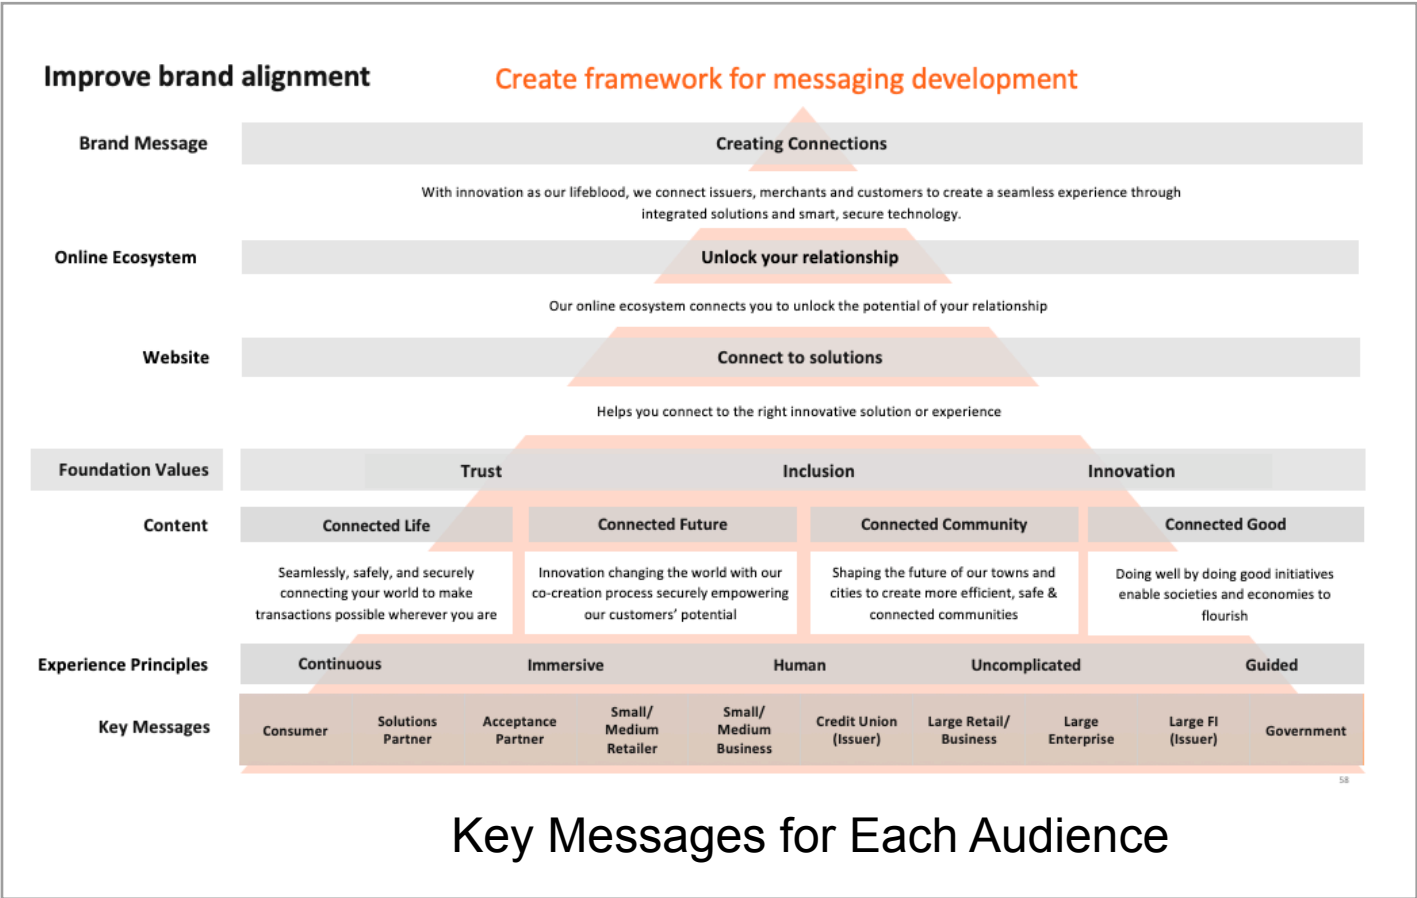 Improve brand alignment
Create framework for messaging development
Brand Message
Creating Connections
With innovation as our lifeblood, we connect issuers, merchants and customers to create a seamless experience through
integrated solutions and smart, secure technology.
Online Ecosystem
Unlock your relationship
Our online ecosystem connects you to unlock the potential of your relationship
Website
Connect to solutions
Helps you connect to the right innovative solution or experience
Foundation Values
Trust
Inclusion
Innovation
Content
Connected Life
Connected Future
Connected Community
Connected Good
Seamlessly, safely, and securely
connecting your world to make
transactions possible wherever you are
Innovation changing the world with our
co-creation process securely empowering
our customers’ potential
Shaping the future of our towns and
cities to create more efficient, safe &
connected communities
Doing well by doing good initiatives
enable societies and economies to
flourish
Experience Principles
Continuous
Immersive
Human
Uncomplicated
Guided
Key Messages
Consumer
Solutions
Partner
Acceptance
Partner
Small/
Medium
Retailer
Small/
Medium
Business
Credit Union
(Issuer)
Large Retail/
Business
Large
Enterprise
Large FI
(Issuer)
Government
58
Key Messages for Each Audience